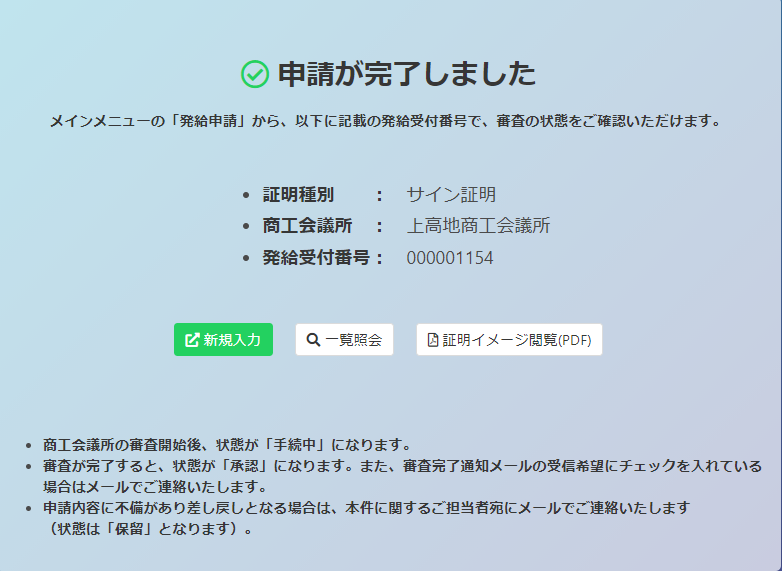 申請が完了しました
メインメニューの「発給申請」から、以下に記載の発給受付番号で、審査の状態をご確認いただけます。
• 証明種別 : サイン証明
• 商工会議所 : 上高地商工会議所
• 発給受付番号 : 000001154
新規入力 一覧照会 証明イメージ閲覧(PDF)
• 商工会議所の審査開始後、状態が「手続中」になります。
• 審査が完了すると、状態が「承認」になります。また、審査完了通知メールの受信希望にチェックを入れている
場合はメールでご連絡いたします。
• 申請内容に不備があり差し戻しとなる場合は、本件に関するご担当者宛にメールでご連絡いたします
（状態は「保留」となります）。